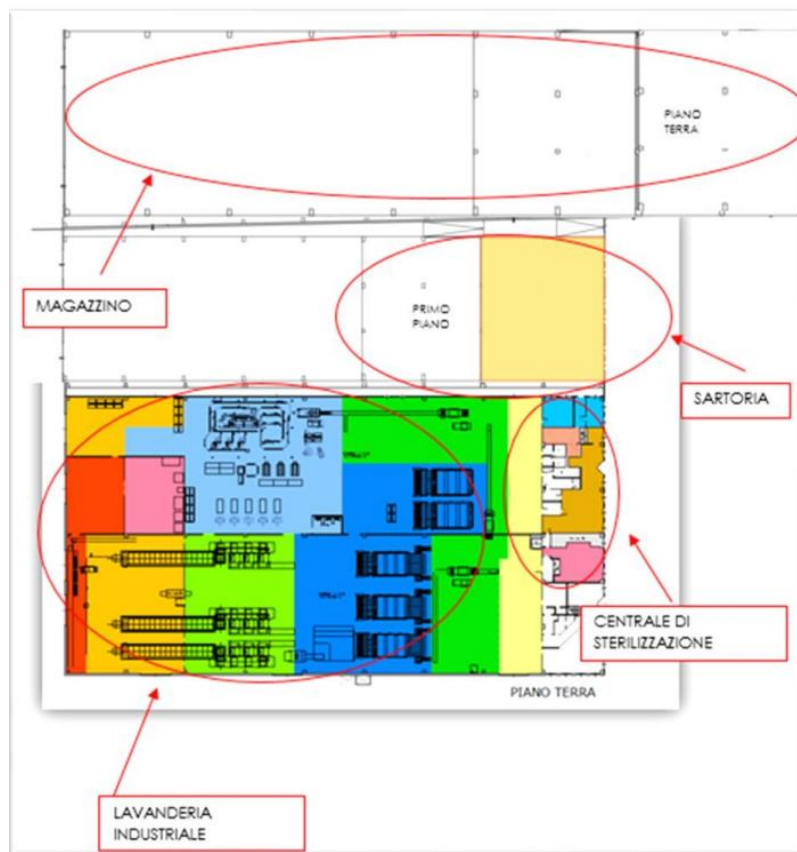 PIANO
TERRA
MAGAZZINO
PRIMO
PIANO
SARTORIA
CENTRALE DI
STERILIZZAZIONE
PIANO TERRA
LAVANDERIA
INDUSTRIALE